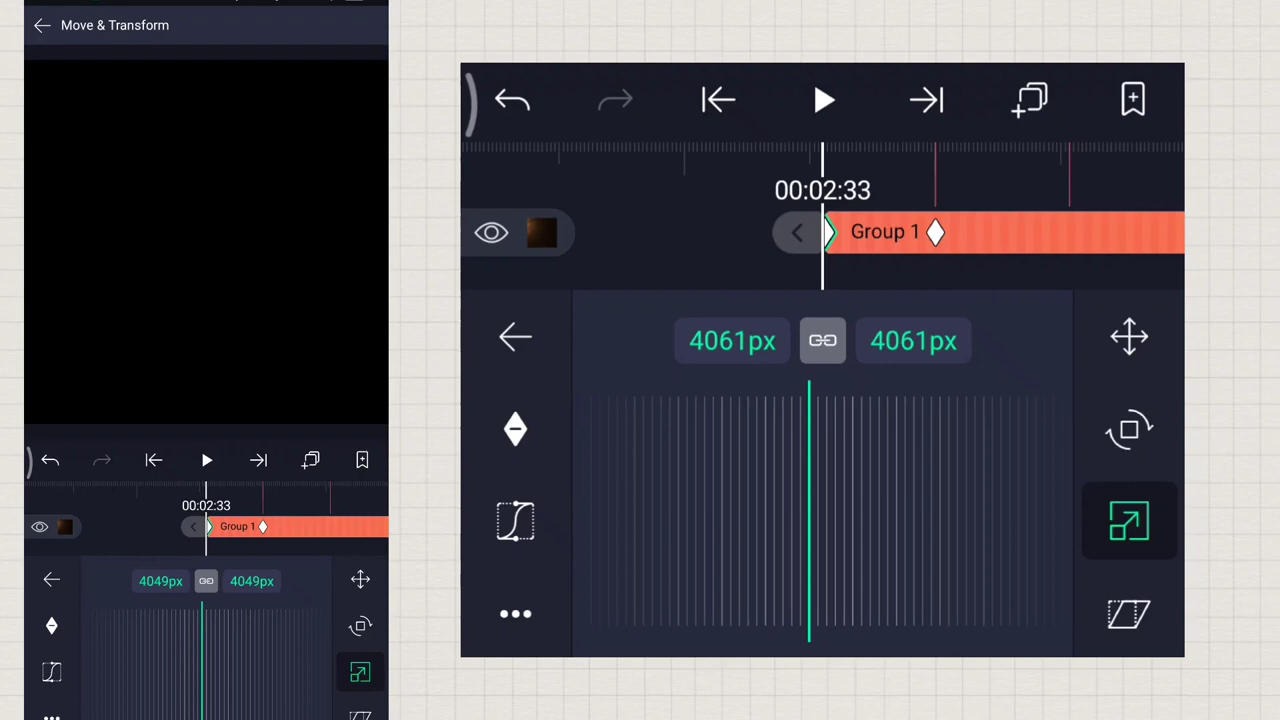 Move & Transform
00:02:33
Group 1
4049px
4049px
00:02:33
Group 1
4061px
4061px